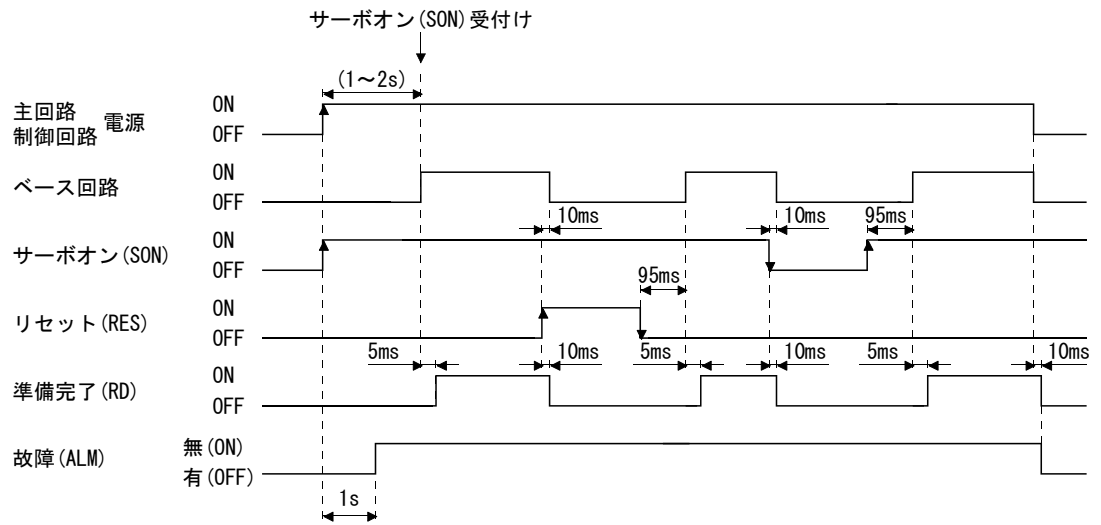 サーボオン(SON)受付け
(1～2s)
主回路
制御回路
電源
ON
OFF
ベース回路
ON
OFF
10ms
10ms
95ms
サーボオン(SON)
ON
OFF
95ms
リセット(RES)
ON
OFF
5ms
10ms
5ms
10ms
5ms
10ms
準備完了(RD)
ON
OFF
故障(ALM)
無(ON)
有(OFF)
1s